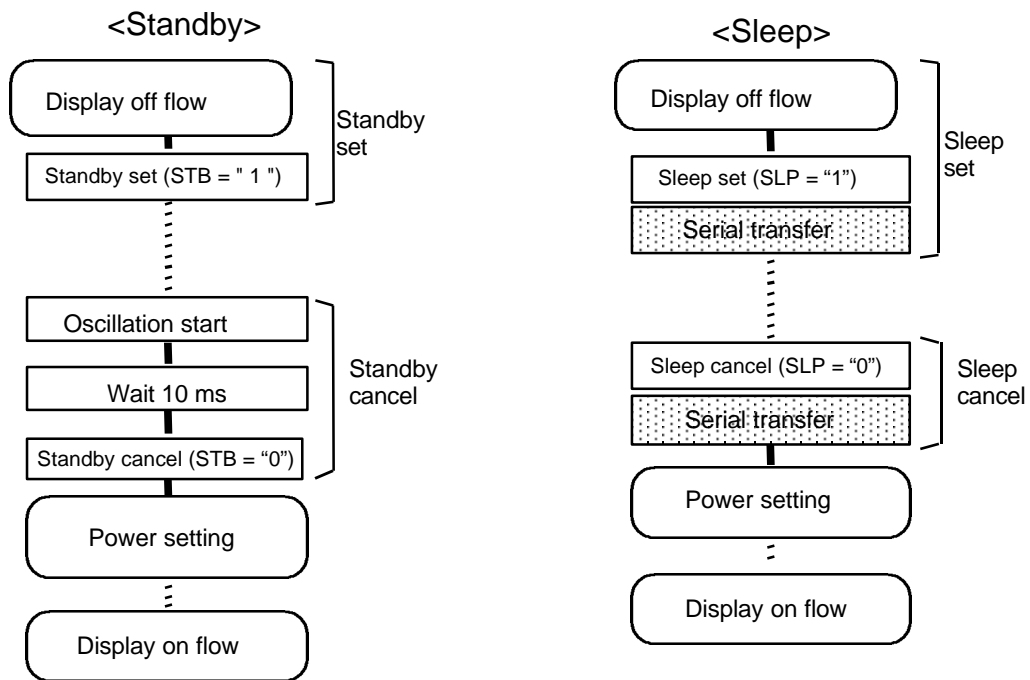 <Standby>
Display off flow
Standby set (STB = " 1 ")
Standby
set
Oscillation start
Wait 10 ms
Standby cancel (STB = “0”)
Standby
cancel
Power setting
Display on flow
<Sleep>
Display off flow
Sleep set (SLP = “1”)
Serial transfer
Sleep
set
Sleep cancel (SLP = “0”)
Serial transfer
Sleep
cancel
Power setting
Display on flow